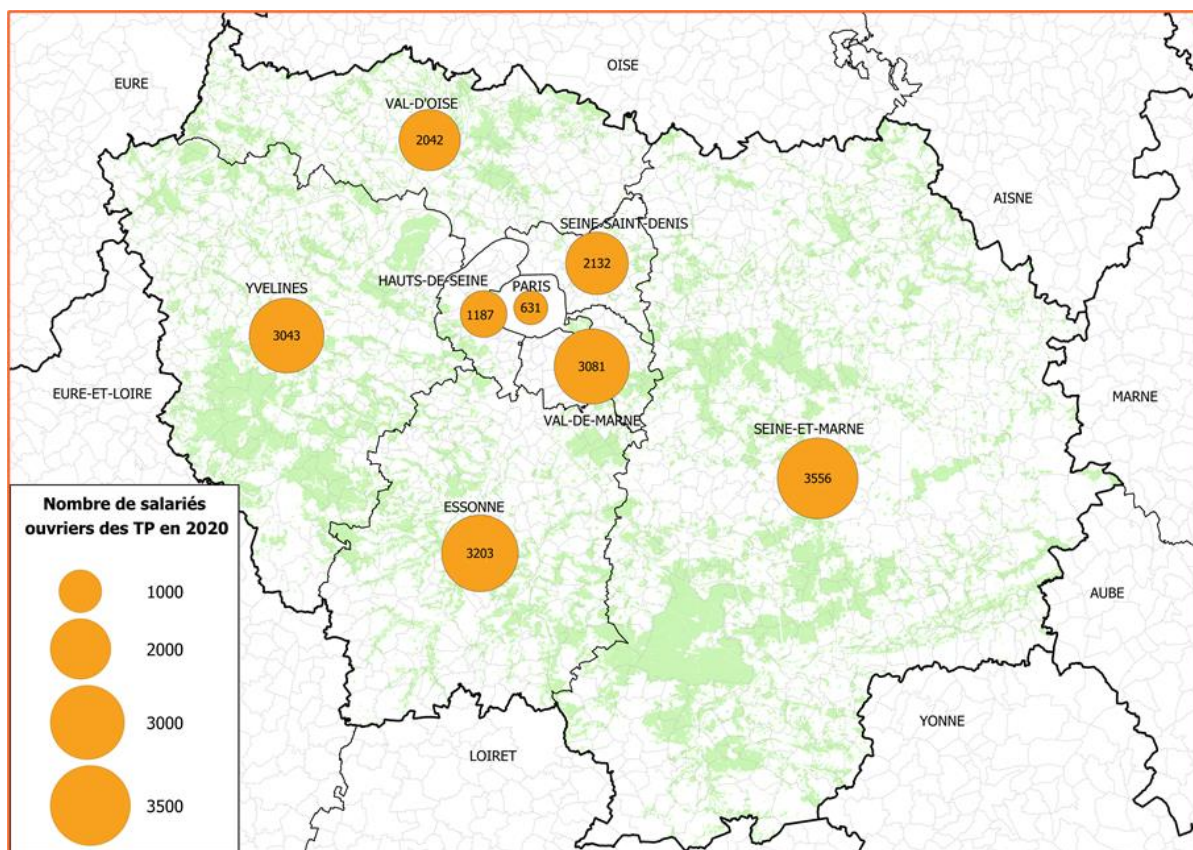 OISE
EURE
VAL-D'OISE
2042
AISNE
SEINE-SAINT-DENIS
2132
HAUTS-DE-SEINE
PARIS
YVELINES
1187
631
3043
3081
EURE-ET-LOIRE
MARNE
VAL-DE-MARNE
SEINE-ET-MARNE
3556
ESSONNE
3203
Nombre de salariés
ouvriers des TP en 2020
1000
2000
3000
3500
AUBE
YONNE
LOIRET